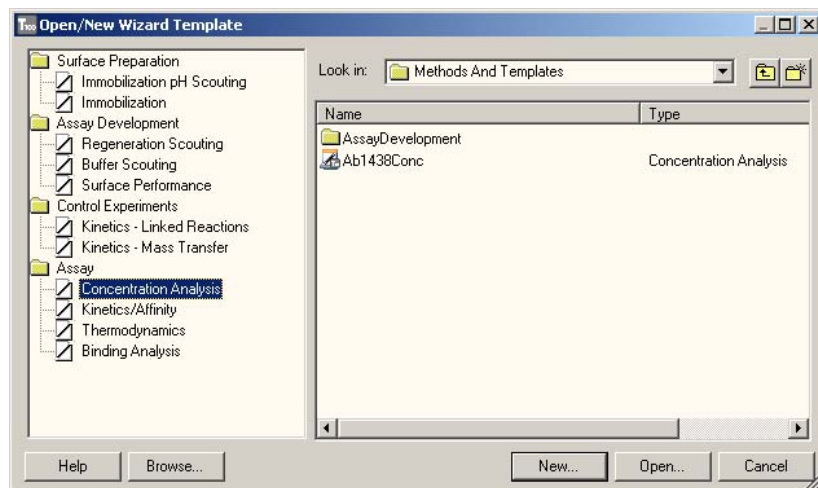 T100 Open/New Wizard Template
Surface Preparation
Immobilization pH Scouting
Immobilization
Assay Development
Regeneration Scouting
Buffer Scouting
Surface Performance
Control Experiments
Kinetics - Linked Reactions
Kinetics - Mass Transfer
Assay
Concentration Analysis
Kinetics/Affinity
Thermodynamics
Binding Analysis
Look in: Methods And Templates
Name Type
AssayDevelopment
Ab1438Conc Concentration Analysis
Help Browse... New... Open... Cancel